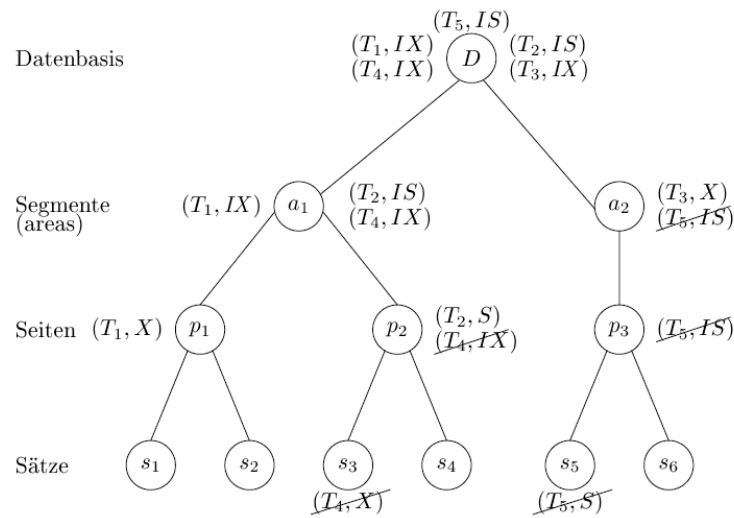 (T₅, IS)
Datenbasis (T₁, IX) D (T₂, IS)
(T₄, IX) (T₃, IX)
Segmente (T₁, IX) a₁ (T₂, IS) a₂ (T₃, X)
(areas) (T₄, IX) (T₅, IS)
Seiten (T₁, X) p₁ p₂ (T₂, S) p₃ (T₅, IS)
(T₄, IX)
Sätze s₁ s₂ s₃ s₄ s₅ s₆
(T₄, X) (T₅, S)